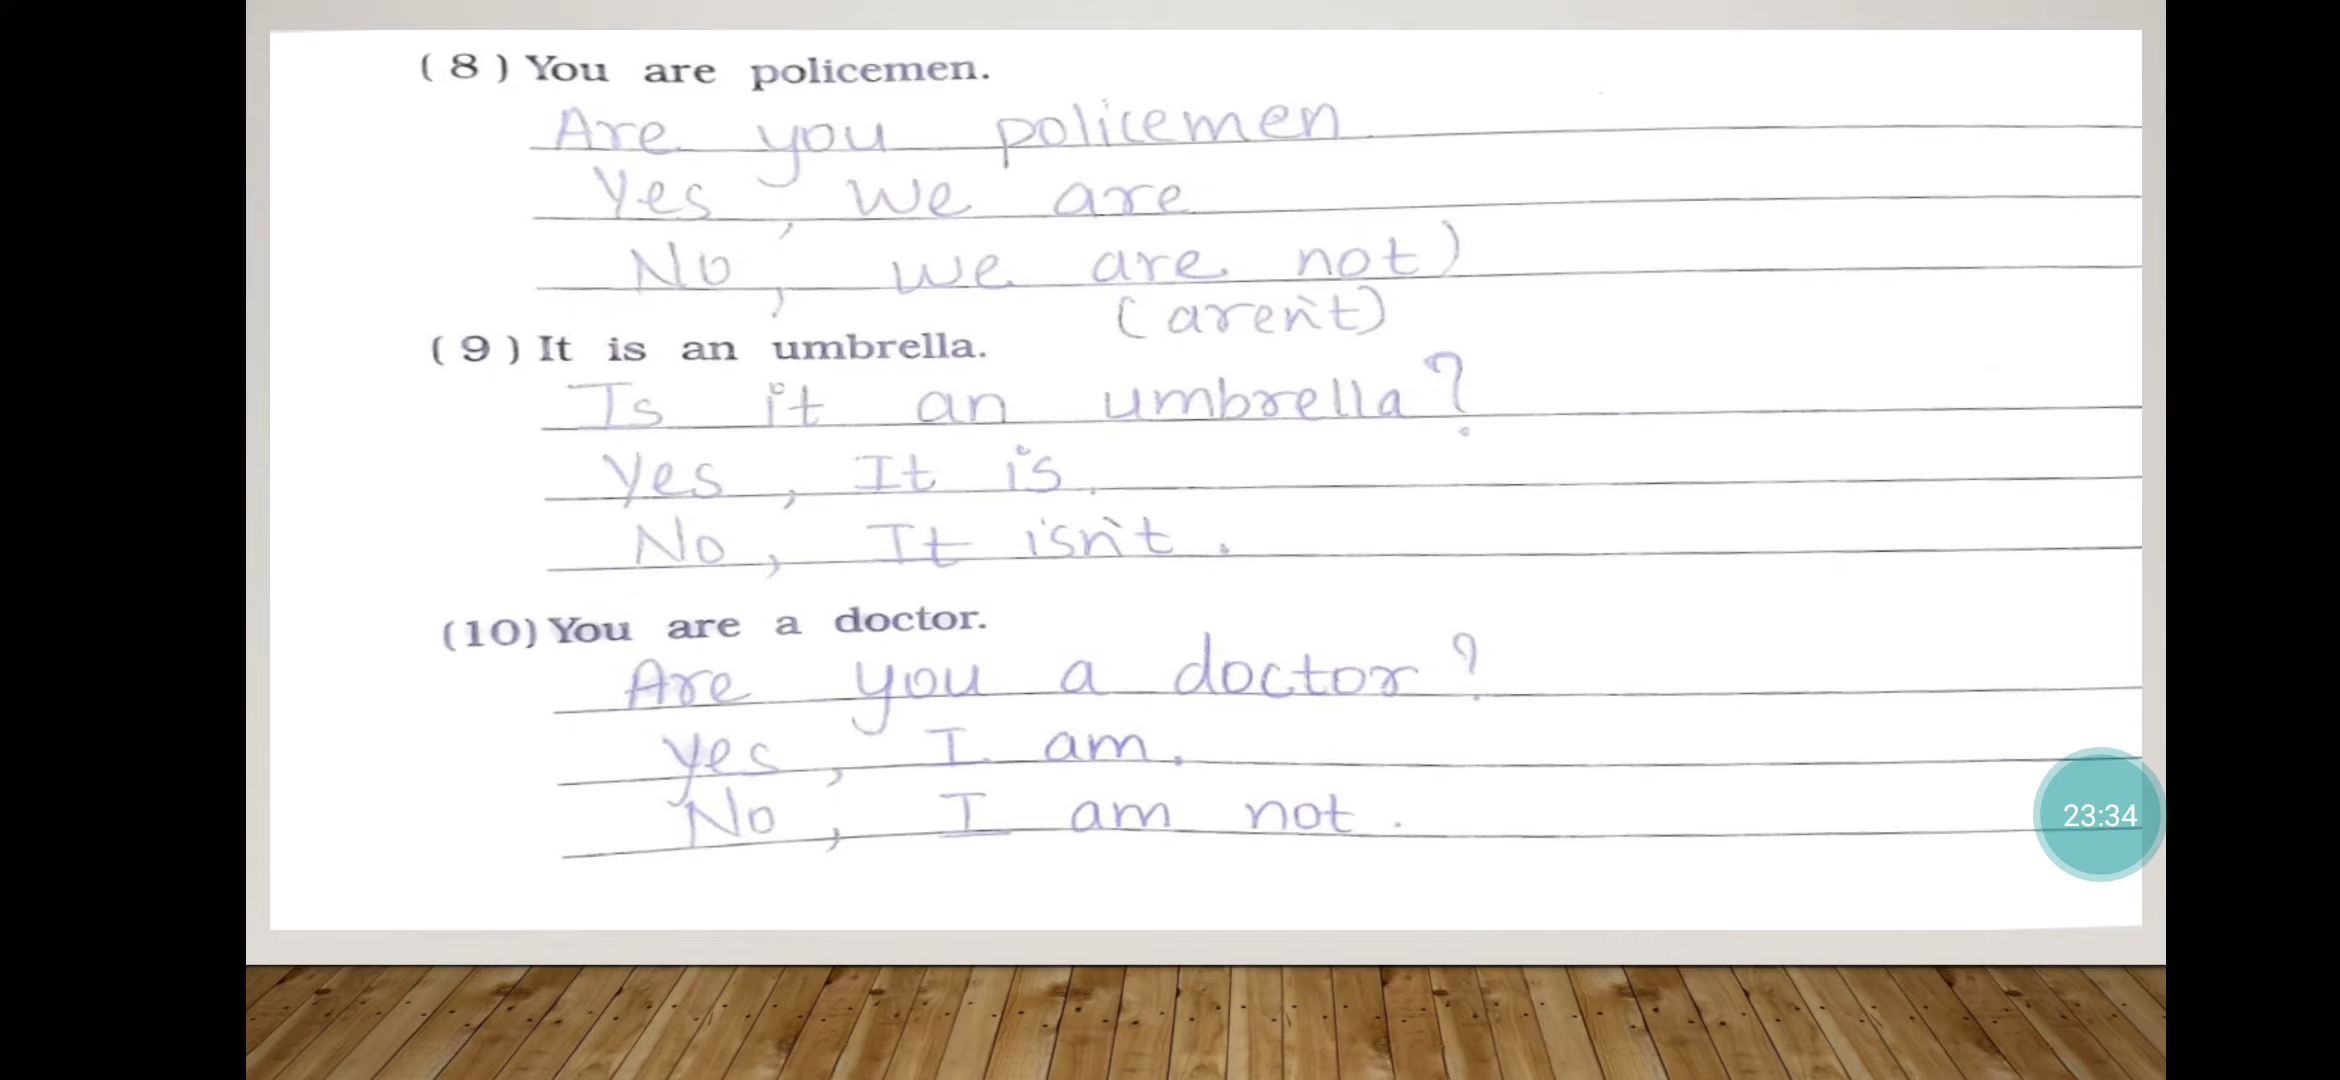 ( 8 ) You are policemen.
Are you policemen
Yes, we are
No, we are not)
(aren't)
( 9 ) It is an umbrella.
Is it an umbrella?
Yes, It is.
No, It isn't.
(10) You are a doctor.
Are you a doctor?
yes, I am.
No, I am not.
23:34